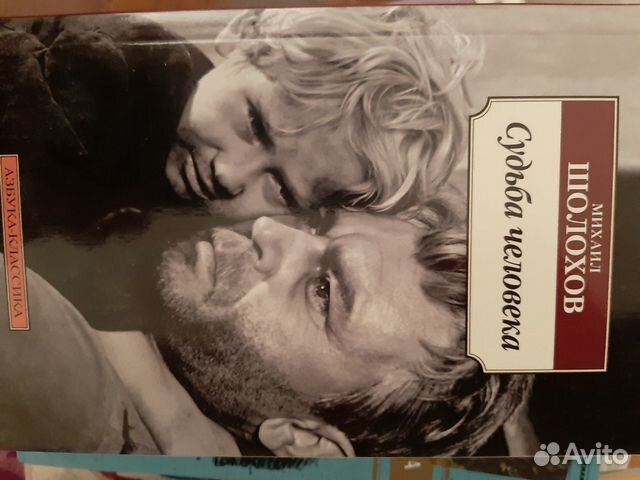 МИХАИЛ
ШОЛОХОВ
Судьба человека
АЗБУКА-КЛАССИКА
Avito